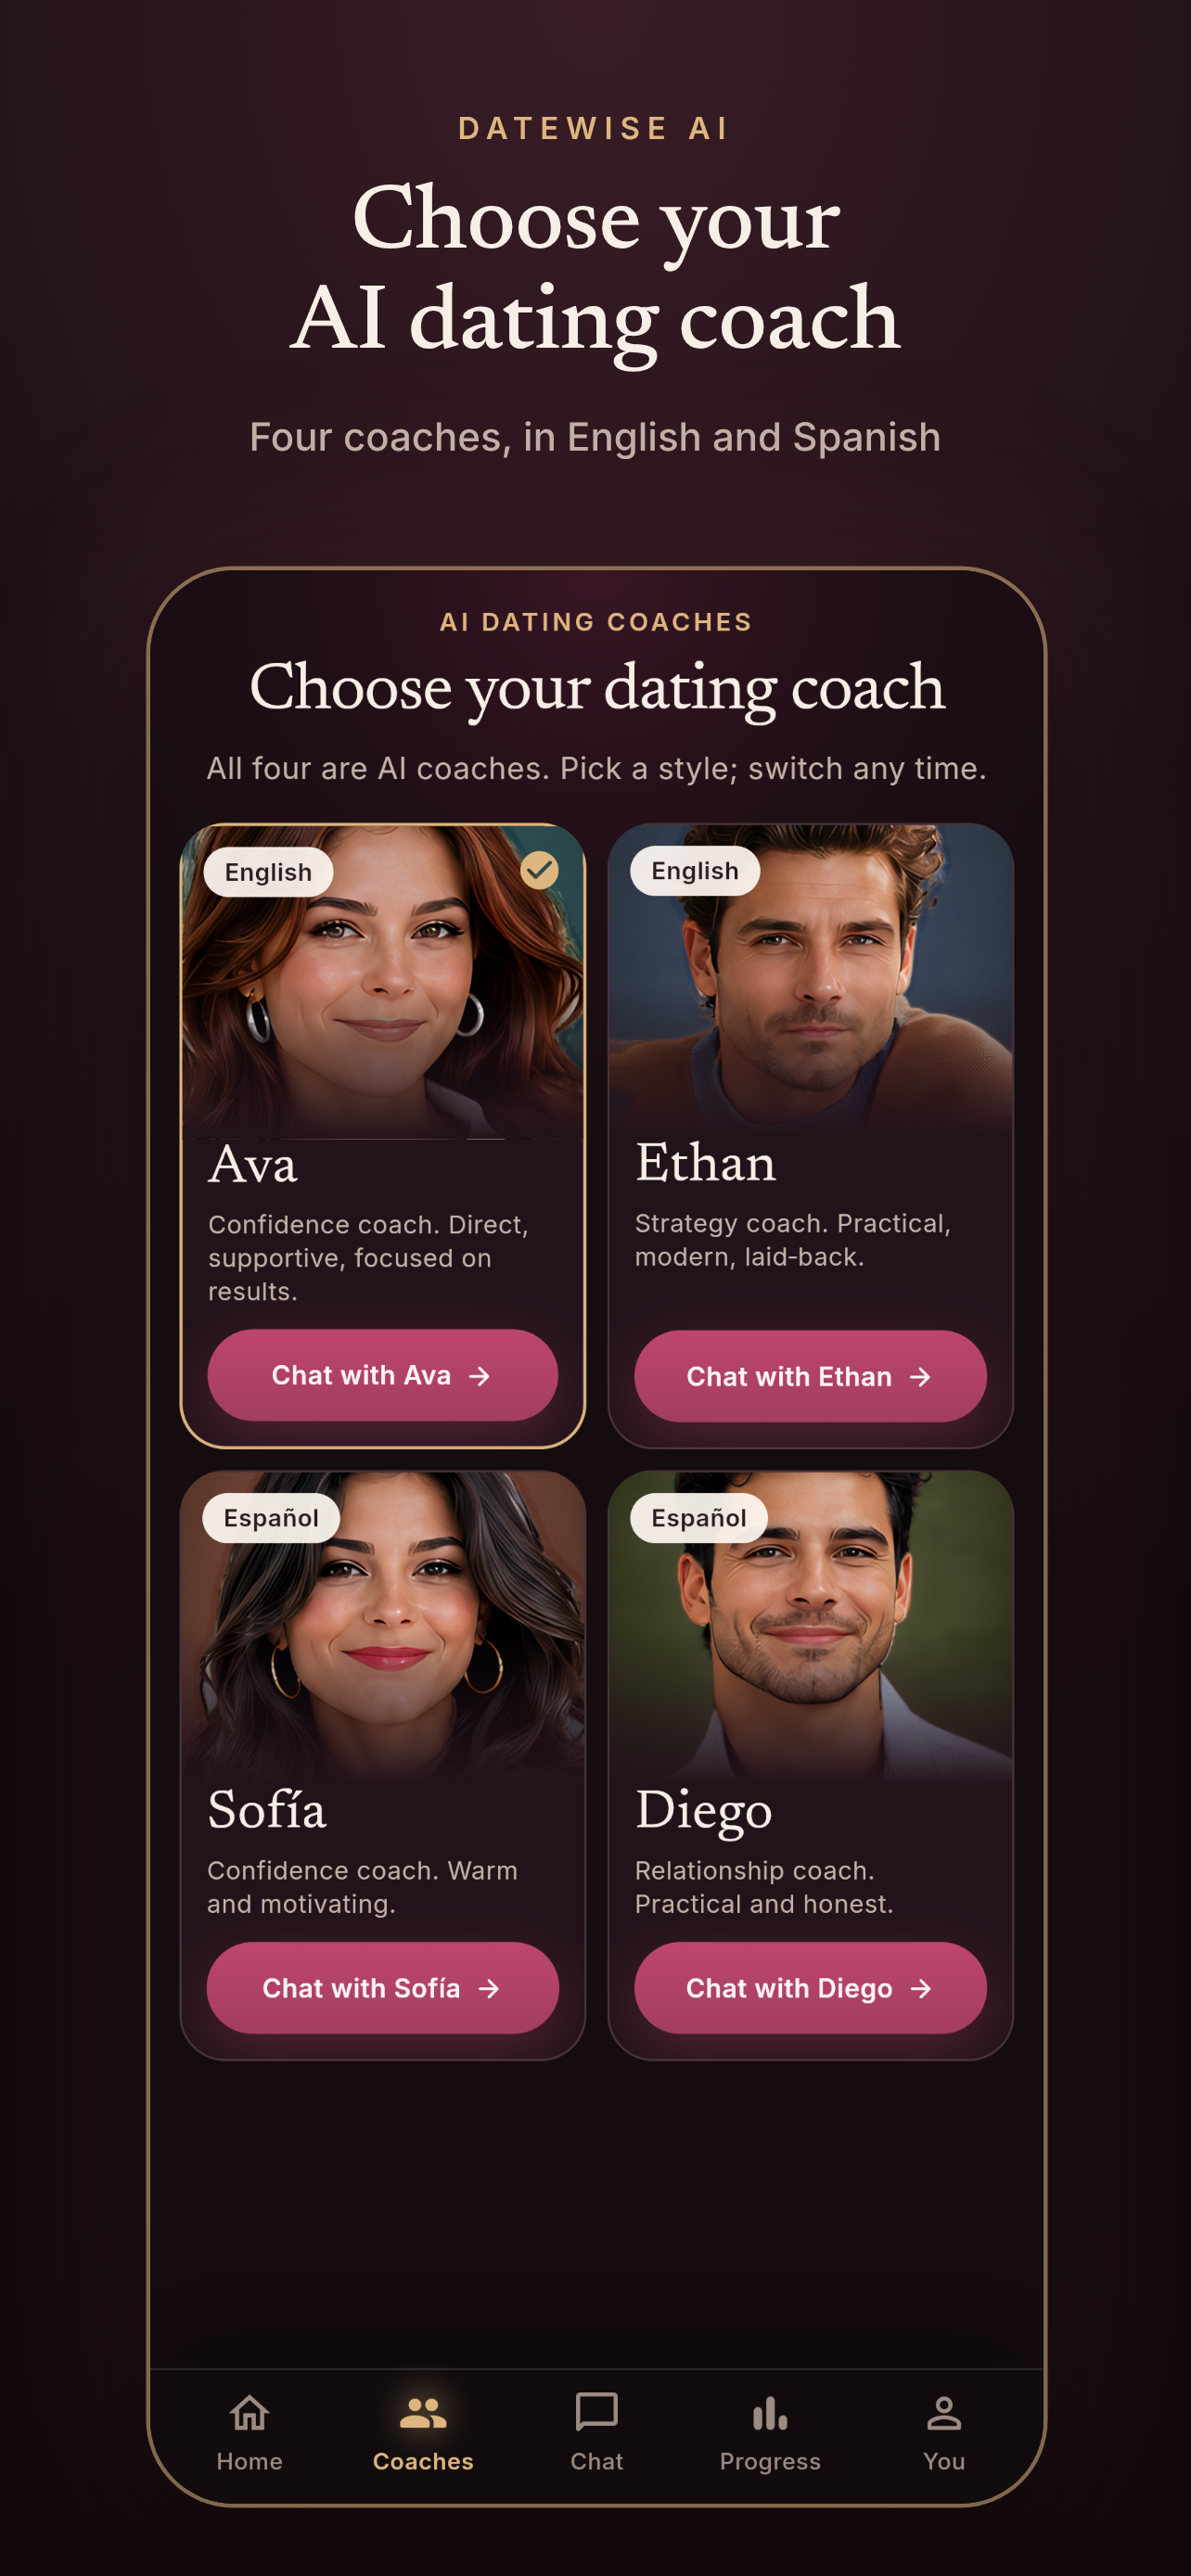 DATEWISE AI
Choose your
AI dating coach
Four coaches, in English and Spanish
AI DATING COACHES
Choose your dating coach
All four are AI coaches. Pick a style; switch any time.
English
Ava
Confidence coach. Direct,
supportive, focused on
results.
Chat with Ava →
English
Ethan
Strategy coach. Practical,
modern, laid-back.
Chat with Ethan →
Español
Sofía
Confidence coach. Warm
and motivating.
Chat with Sofía →
Español
Diego
Relationship coach.
Practical and honest.
Chat with Diego →
Home
Coaches
Chat
Progress
You